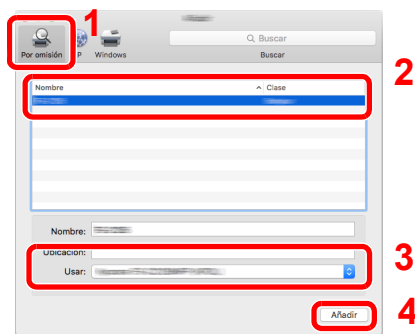 1
Q Buscar
Por omisión P Windows Buscar
2
Nombre Clase
Nombre:
Ubicación:
3
Usar:
Añadir
4